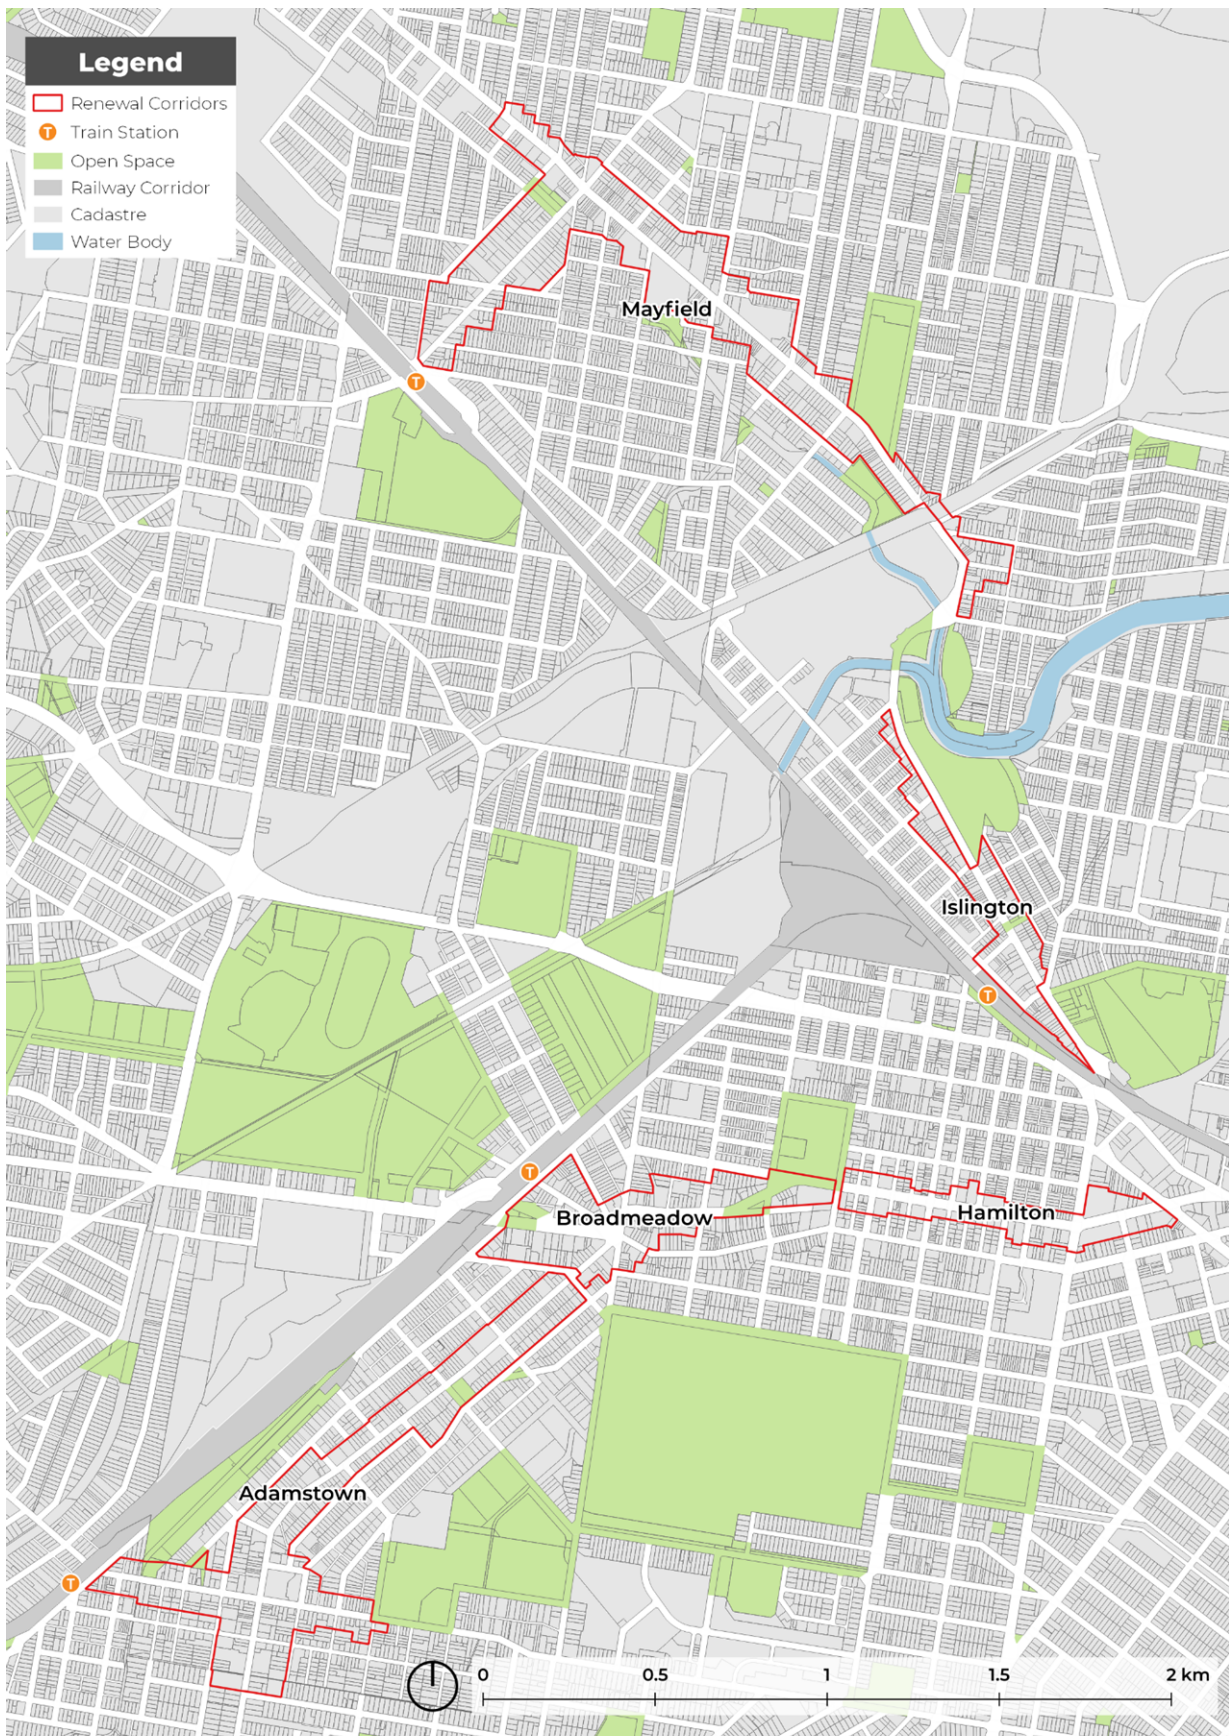 Legend
Renewal Corridors
T Train Station
Open Space
Railway Corridor
Cadastre
Water Body
Mayfield
T
Islington
T
T
Broadmeadow
Hamilton
Adamstown
T
0 0.5 1 1.5 2 km